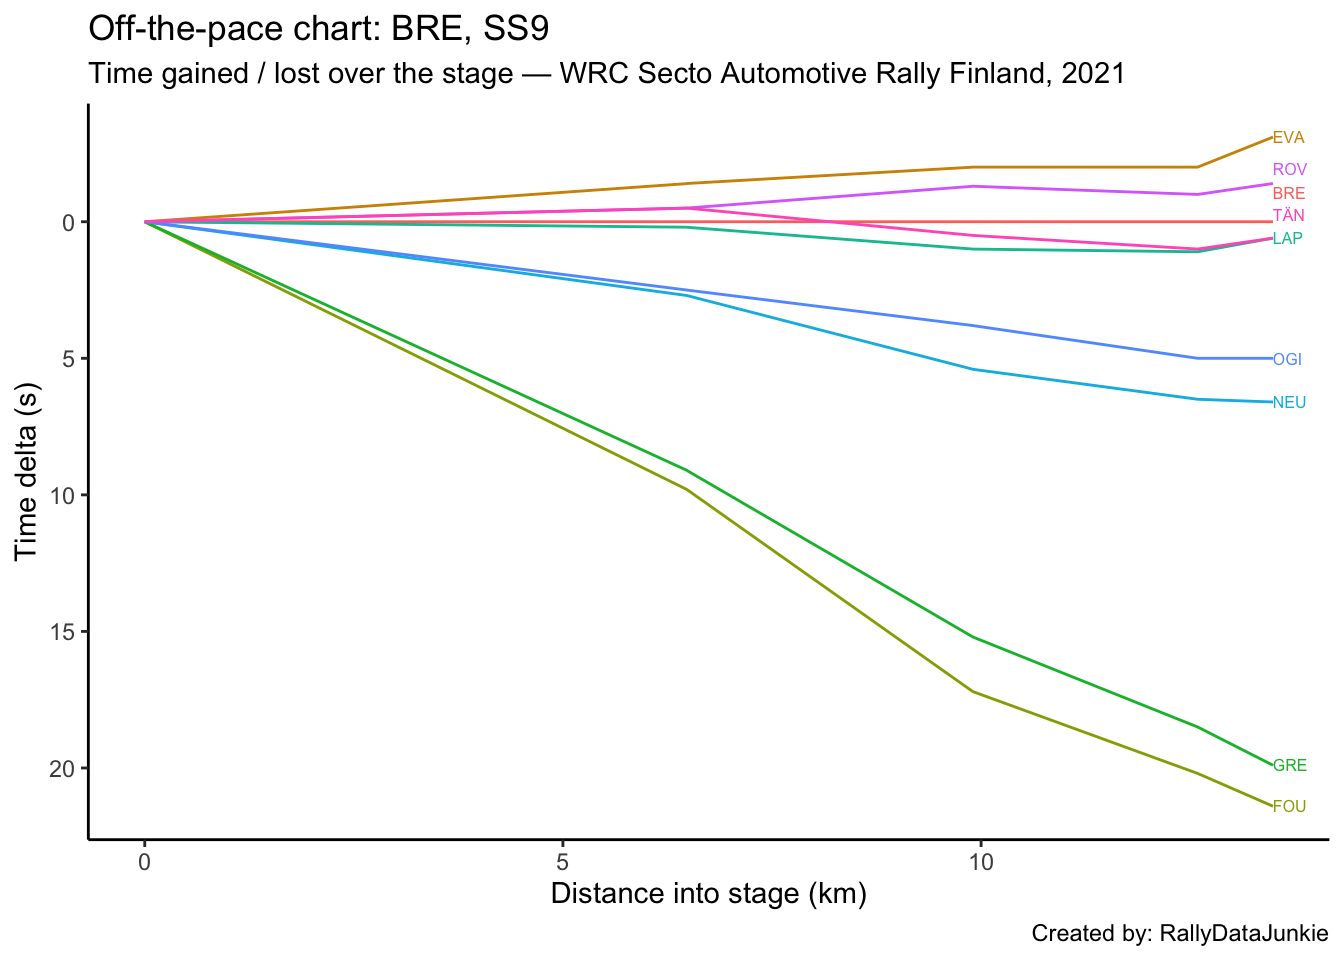 Off-the-pace chart: BRE, SS9
Time gained / lost over the stage — WRC Secto Automotive Rally Finland, 2021
EVA
ROV
BRE
TÄN
LAP
OGI
NEU
GRE
FOU
0
5
10
15
20
Time delta (s)
0
5
10
Distance into stage (km)
Created by: RallyDataJunkie